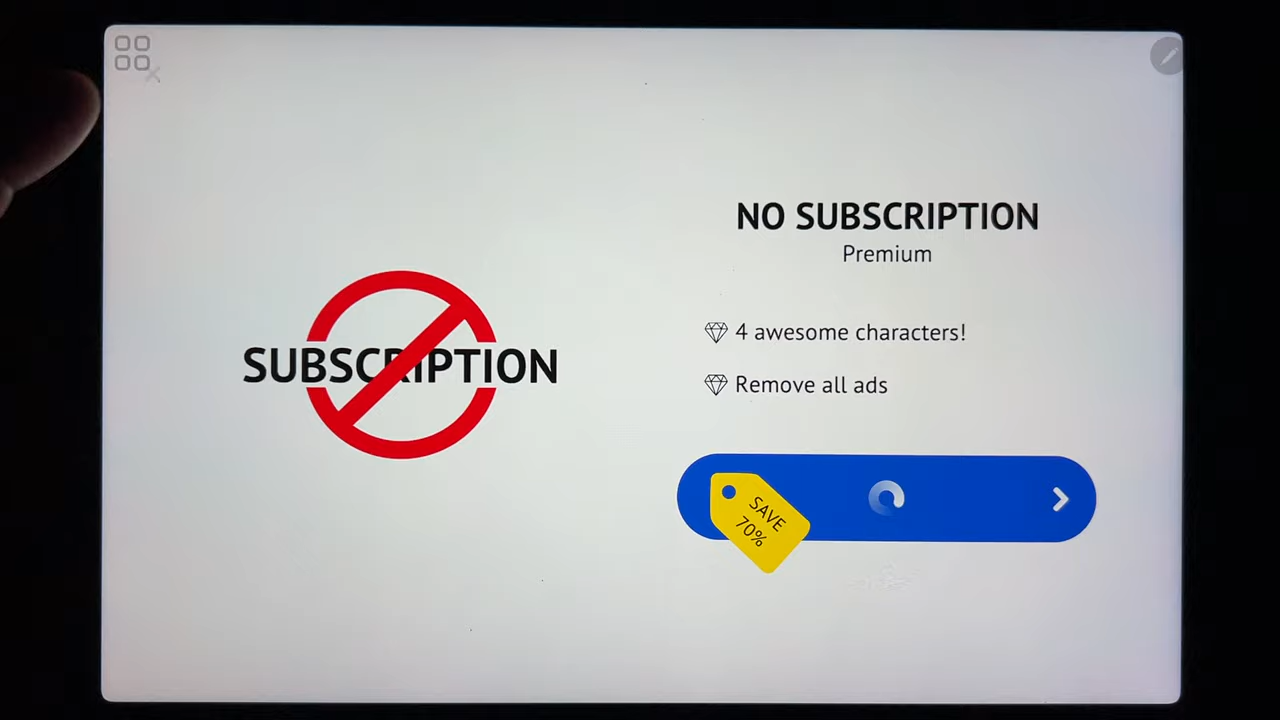 SUBSCRIPTION
NO SUBSCRIPTION
Premium
4 awesome characters!
Remove all ads
SAVE
70%